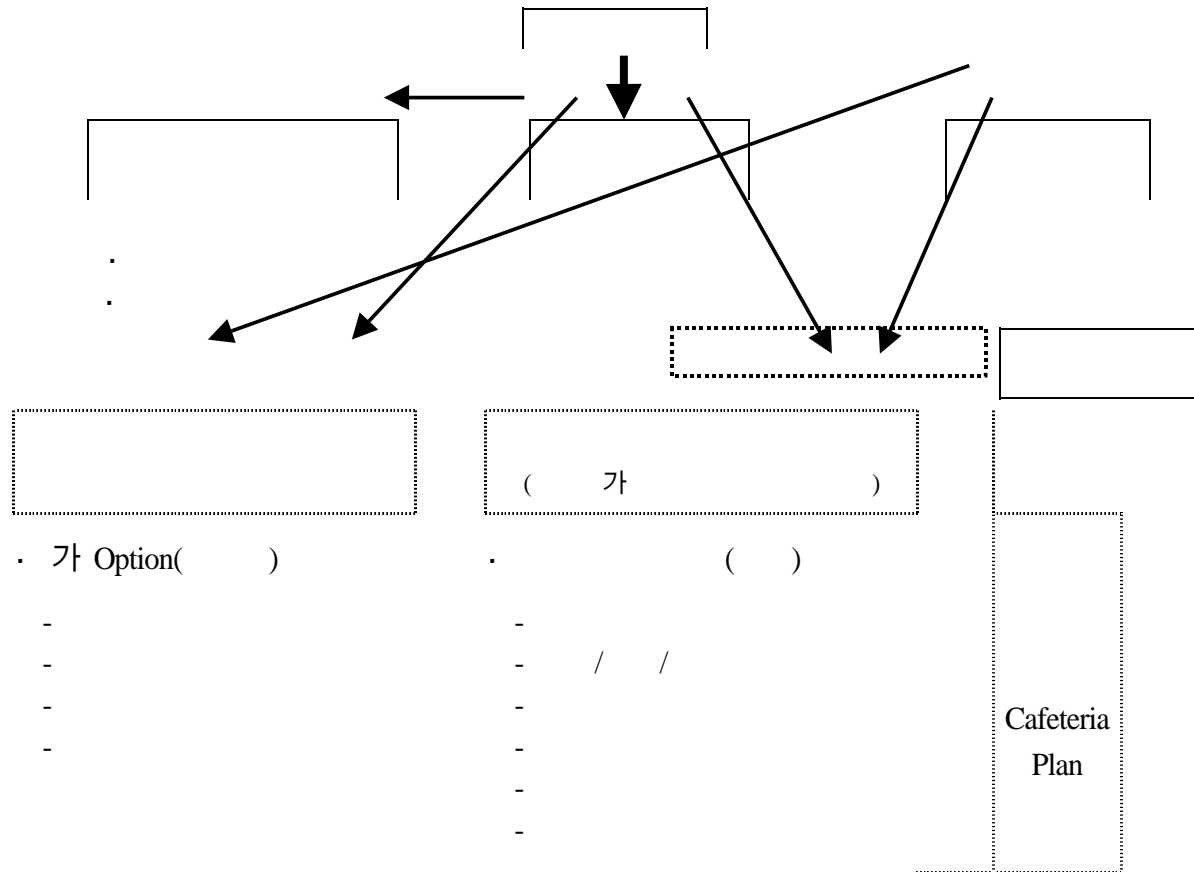 ·
·
( 가 )
· 가 Option( )
· ( )
-
-
-
- / /
-
-
-
-
-
-
Cafeteria
Plan